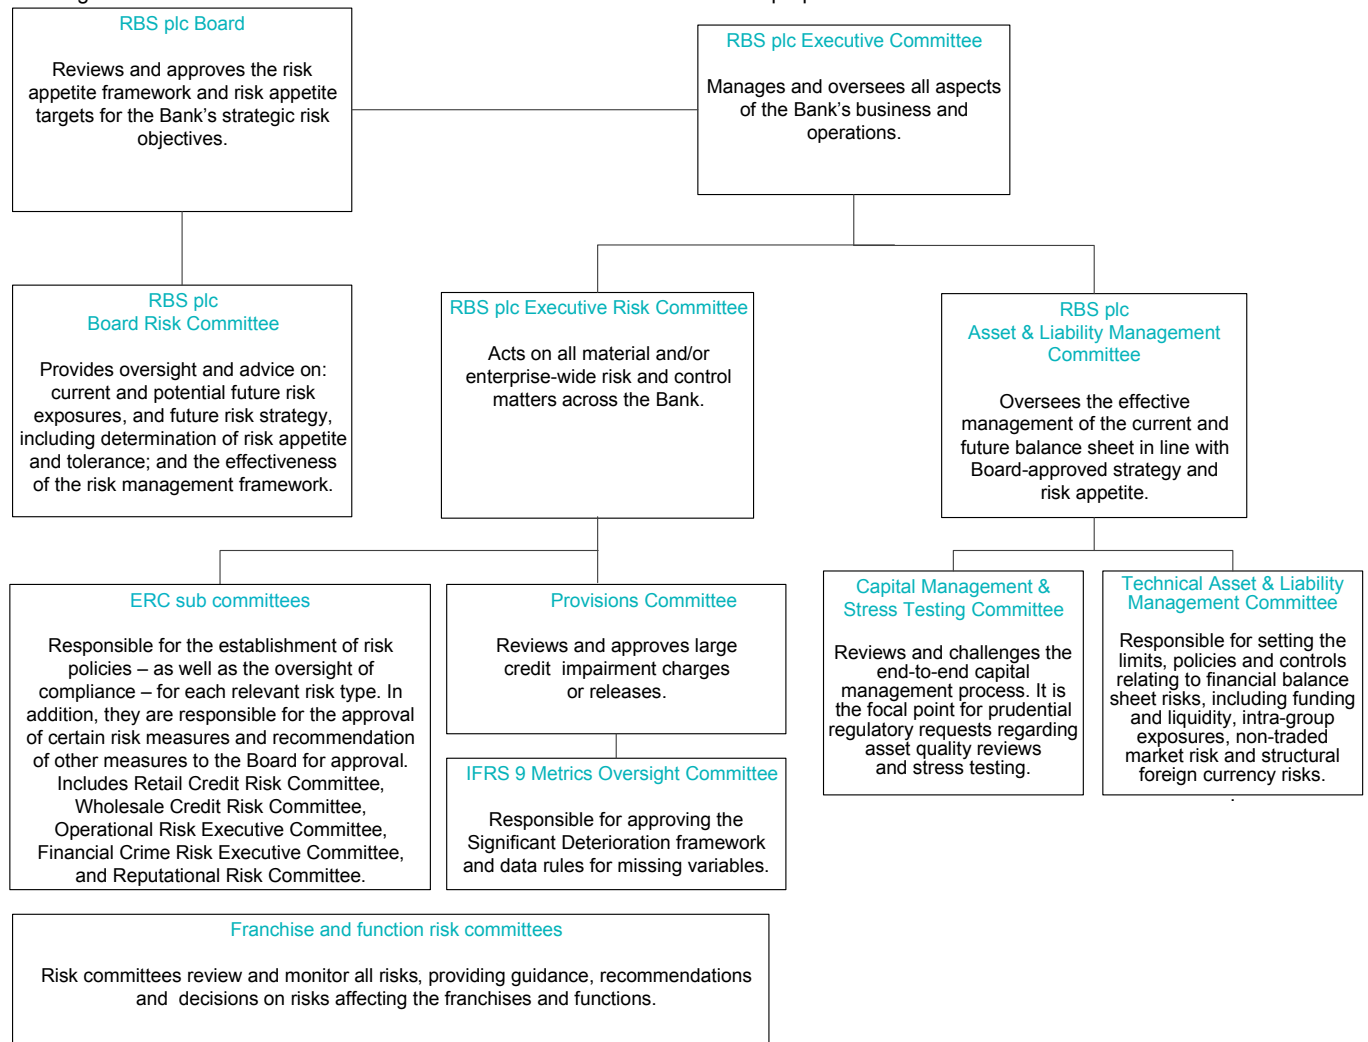 RBS plc Board
Reviews and approves the risk
appetite framework and risk appetite
targets for the Bank's strategic risk
objectives.
RBS plc Executive Committee
Manages and oversees all aspects
of the Bank's business and
operations.
RBS plc
Board Risk Committee
Provides oversight and advice on:
current and potential future risk
exposures, and future risk strategy,
including determination of risk appetite
and tolerance; and the effectiveness
of the risk management framework.
RBS plc Executive Risk Committee
Acts on all material and/or
enterprise-wide risk and control
matters across the Bank.
RBS plc
Asset & Liability Management
Committee
Oversees the effective
management of the current and
future balance sheet in line with
Board-approved strategy and
risk appetite.
ERC sub committees
Responsible for the establishment of risk
policies – as well as the oversight of
compliance – for each relevant risk type. In
addition, they are responsible for the approval
of certain risk measures and recommendation
of other measures to the Board for approval.
Includes Retail Credit Risk Committee,
Wholesale Credit Risk Committee,
Operational Risk Executive Committee,
Financial Crime Risk Executive Committee,
and Reputational Risk Committee.
Provisions Committee
Reviews and approves large
credit impairment charges
or releases.
IFRS 9 Metrics Oversight Committee
Responsible for approving the
Significant Deterioration framework
and data rules for missing variables.
Capital Management &
Stress Testing Committee
Reviews and challenges the
end-to-end capital
management process. It is
the focal point for prudential
regulatory requests regarding
asset quality reviews
and stress testing.
Technical Asset & Liability
Management Committee
Responsible for setting the
limits, policies and controls
relating to financial balance
sheet risks, including funding
and liquidity, intra-group
exposures, non-traded
market risk and structural
foreign currency risks.
.
Franchise and function risk committees
Risk committees review and monitor all risks, providing guidance, recommendations
and decisions on risks affecting the franchises and functions.